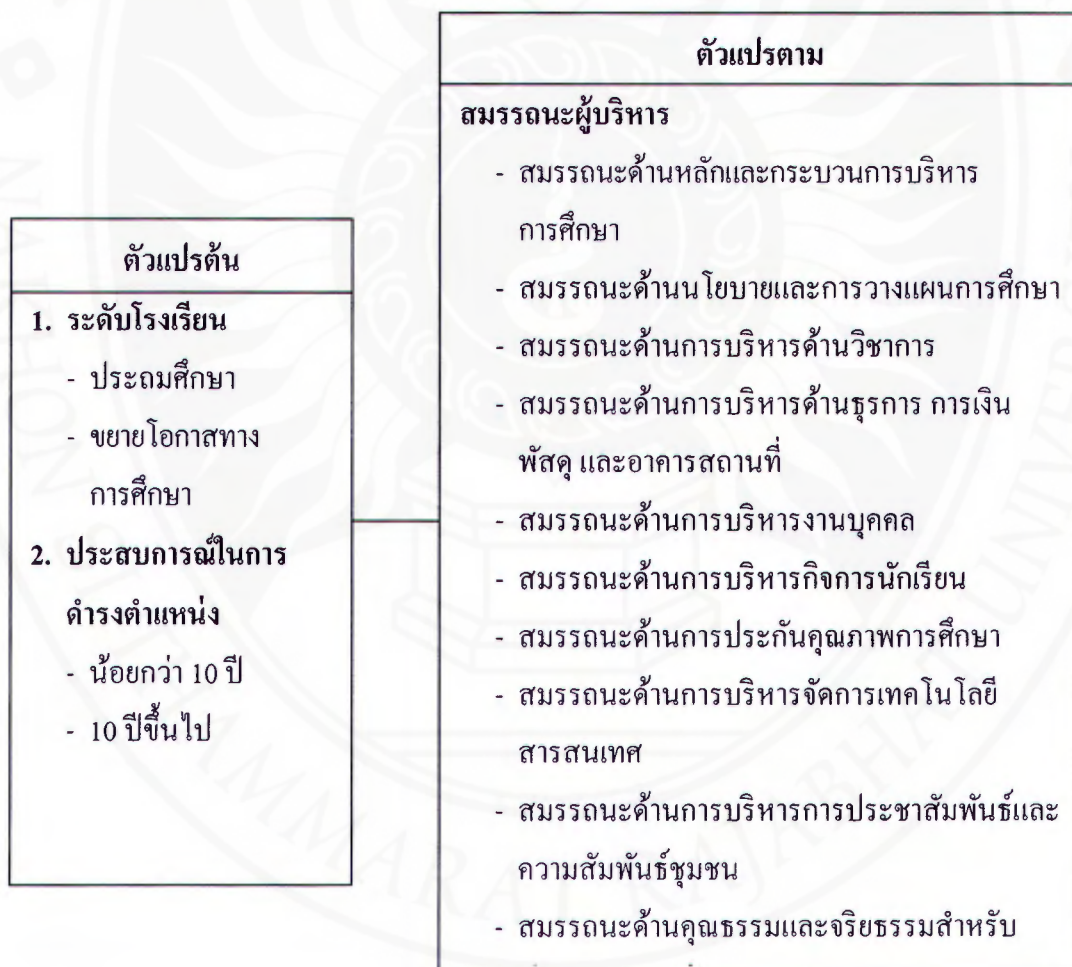 ตัวแปรต้น
1. ระดับโรงเรียน
- ประถมศึกษา
- ขยายโอกาสทาง
การศึกษา
2. ประสบการณ์ในการ
ดำรงตำแหน่ง
- น้อยกว่า 10 ปี
- 10 ปีขึ้นไป
ตัวแปรตาม
สมรรถนะผู้บริหาร
- สมรรถนะด้านหลักและกระบวนการบริหาร
การศึกษา
- สมรรถนะด้านนโยบายและการวางแผนการศึกษา
- สมรรถนะด้านการบริหารด้านวิชาการ
- สมรรถนะด้านการบริหารด้านธุรการ การเงิน
พัสดุ และอาคารสถานที่
- สมรรถนะด้านการบริหารงานบุคคล
- สมรรถนะด้านการบริหารกิจการนักเรียน
- สมรรถนะด้านการประกันคุณภาพการศึกษา
- สมรรถนะด้านการบริหารจัดการเทคโนโลยี
สารสนเทศ
- สมรรถนะด้านการบริหารการประชาสัมพันธ์และ
ความสัมพันธ์ชุมชน
- สมรรถนะด้านคุณธรรมและจริยธรรมสำหรับ